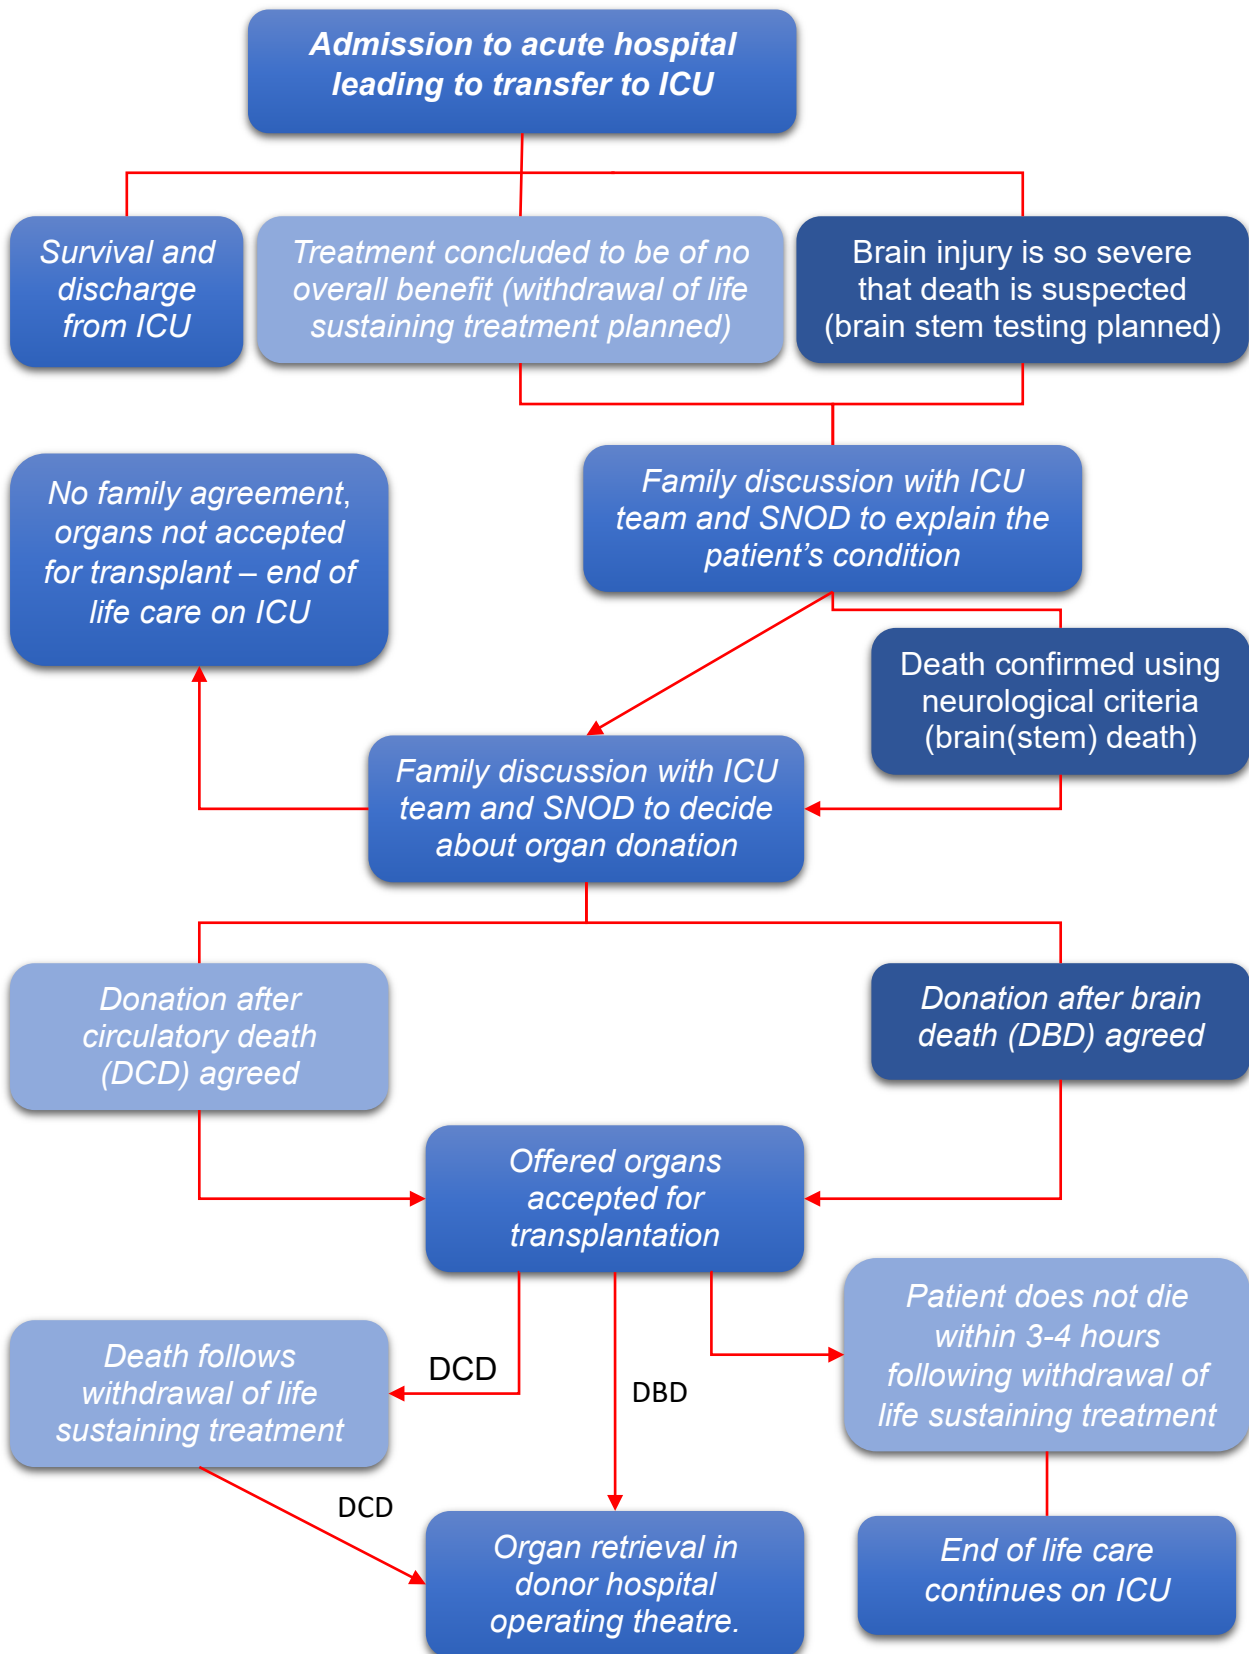 Admission to acute hospital
leading to transfer to ICU
Survival and
discharge
from ICU
Treatment concluded to be of no
overall benefit (withdrawal of life
sustaining treatment planned)
Brain injury is so severe
that death is suspected
(brain stem testing planned)
No family agreement,
organs not accepted
for transplant – end of
life care on ICU
Family discussion with ICU
team and SNOD to explain the
patient’s condition
Death confirmed using
neurological criteria
(brain(stem) death)
Family discussion with ICU
team and SNOD to decide
about organ donation
Donation after
circulatory death
(DCD) agreed
Donation after brain
death (DBD) agreed
Offered organs
accepted for
transplantation
Death follows
withdrawal of life
sustaining treatment
DCD
DBD
Patient does not die
within 3-4 hours
following withdrawal of
life sustaining treatment
DCD
Organ retrieval in
donor hospital
operating theatre.
End of life care
continues on ICU